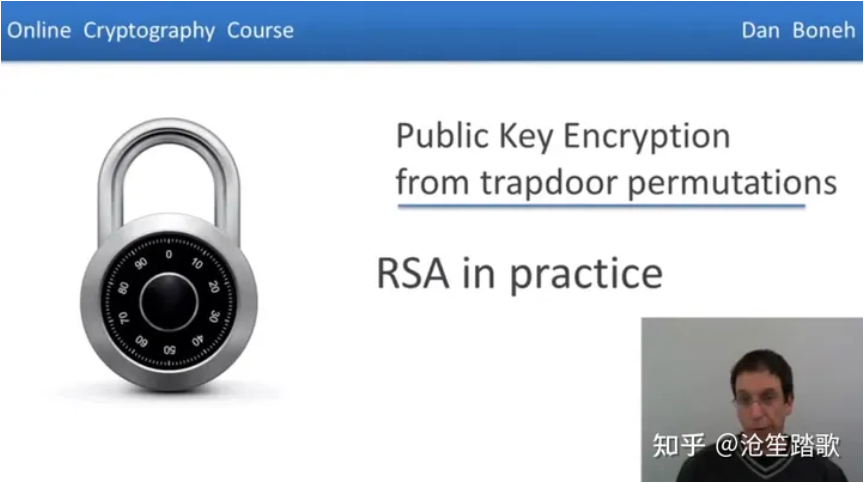 Online Cryptography Course
Dan Boneh
Public Key Encryption
from trapdoor permutations
RSA in practice
0
10
20
30
40
50
60
70
80
90
知乎 @沧笙踏歌